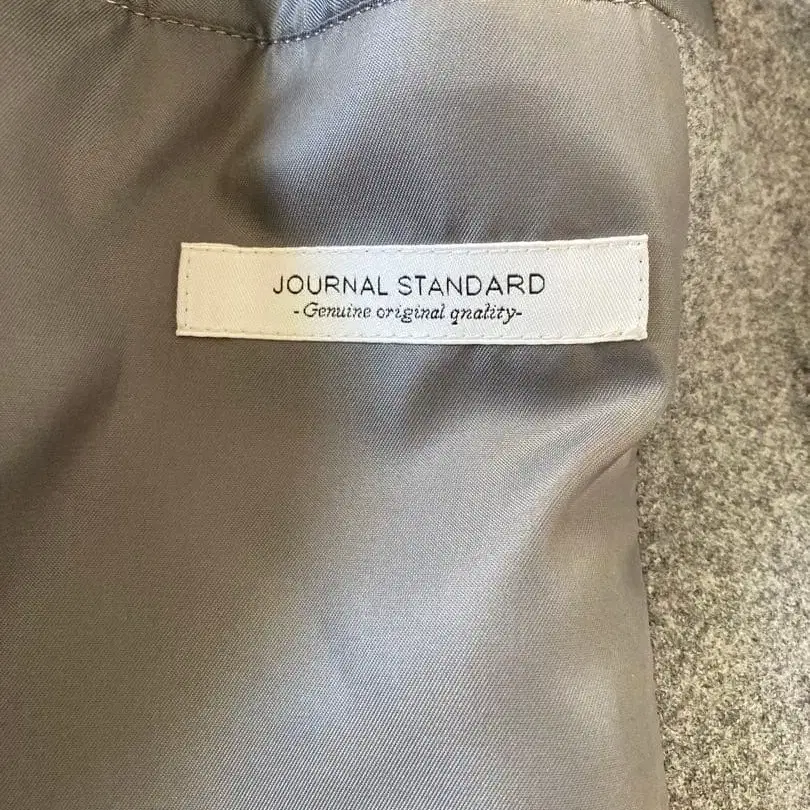 JOURNAL STANDARD
-Genuine original qnality-